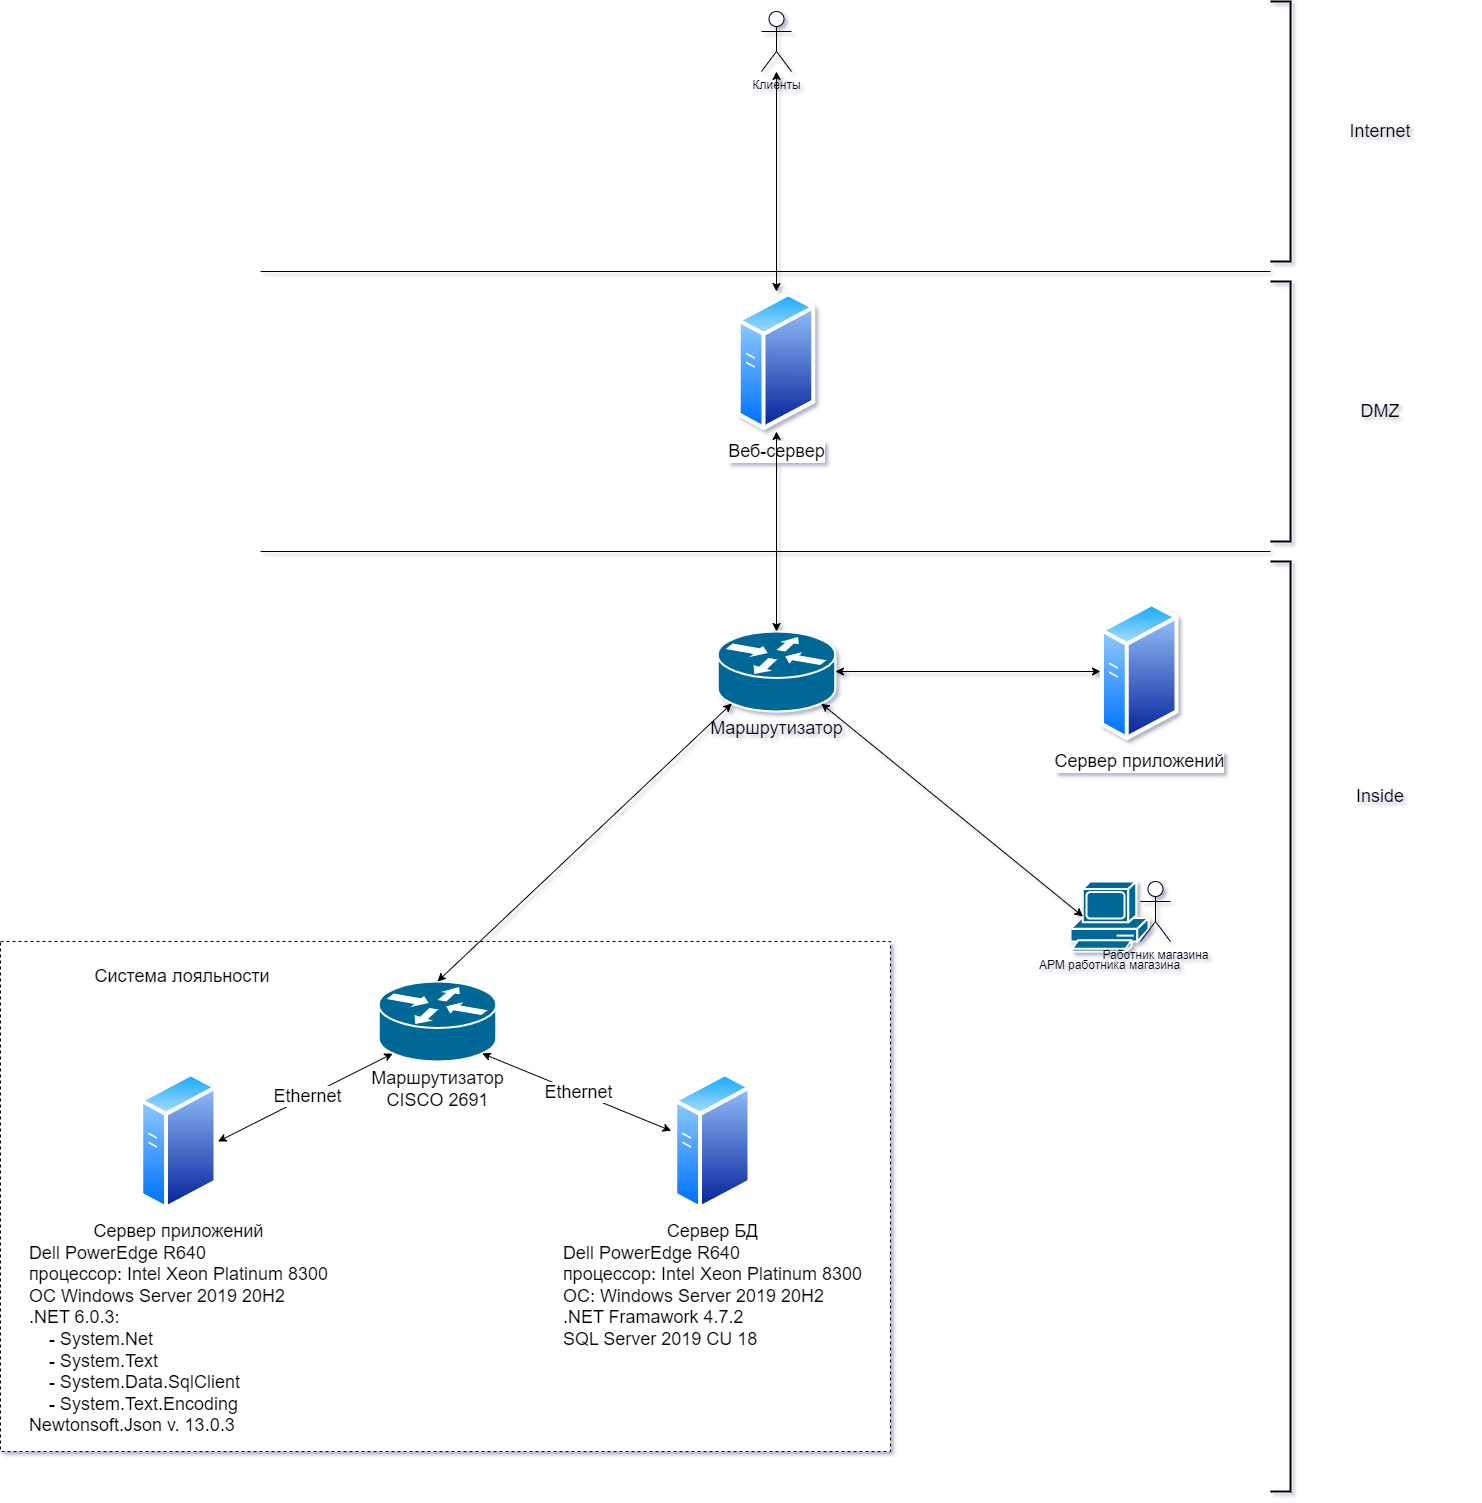 Клиенты
Internet
Веб-сервер
DMZ
Маршрутизатор
Сервер приложений
Inside
Работник магазина
АРМ работника магазина
Система лояльности
Маршрутизатор
CISCO 2691
Ethernet
Ethernet
Сервер приложений
Dell PowerEdge R640
процессор: Intel Xeon Platinum 8300
ОС Windows Server 2019 20H2
.NET 6.0.3:
- System.Net
- System.Text
- System.Data.SqlClient
- System.Text.Encoding
Newtonsoft.Json v. 13.0.3
Сервер БД
Dell PowerEdge R640
процессор: Intel Xeon Platinum 8300
ОС: Windows Server 2019 20H2
.NET Framawork 4.7.2
SQL Server 2019 CU 18